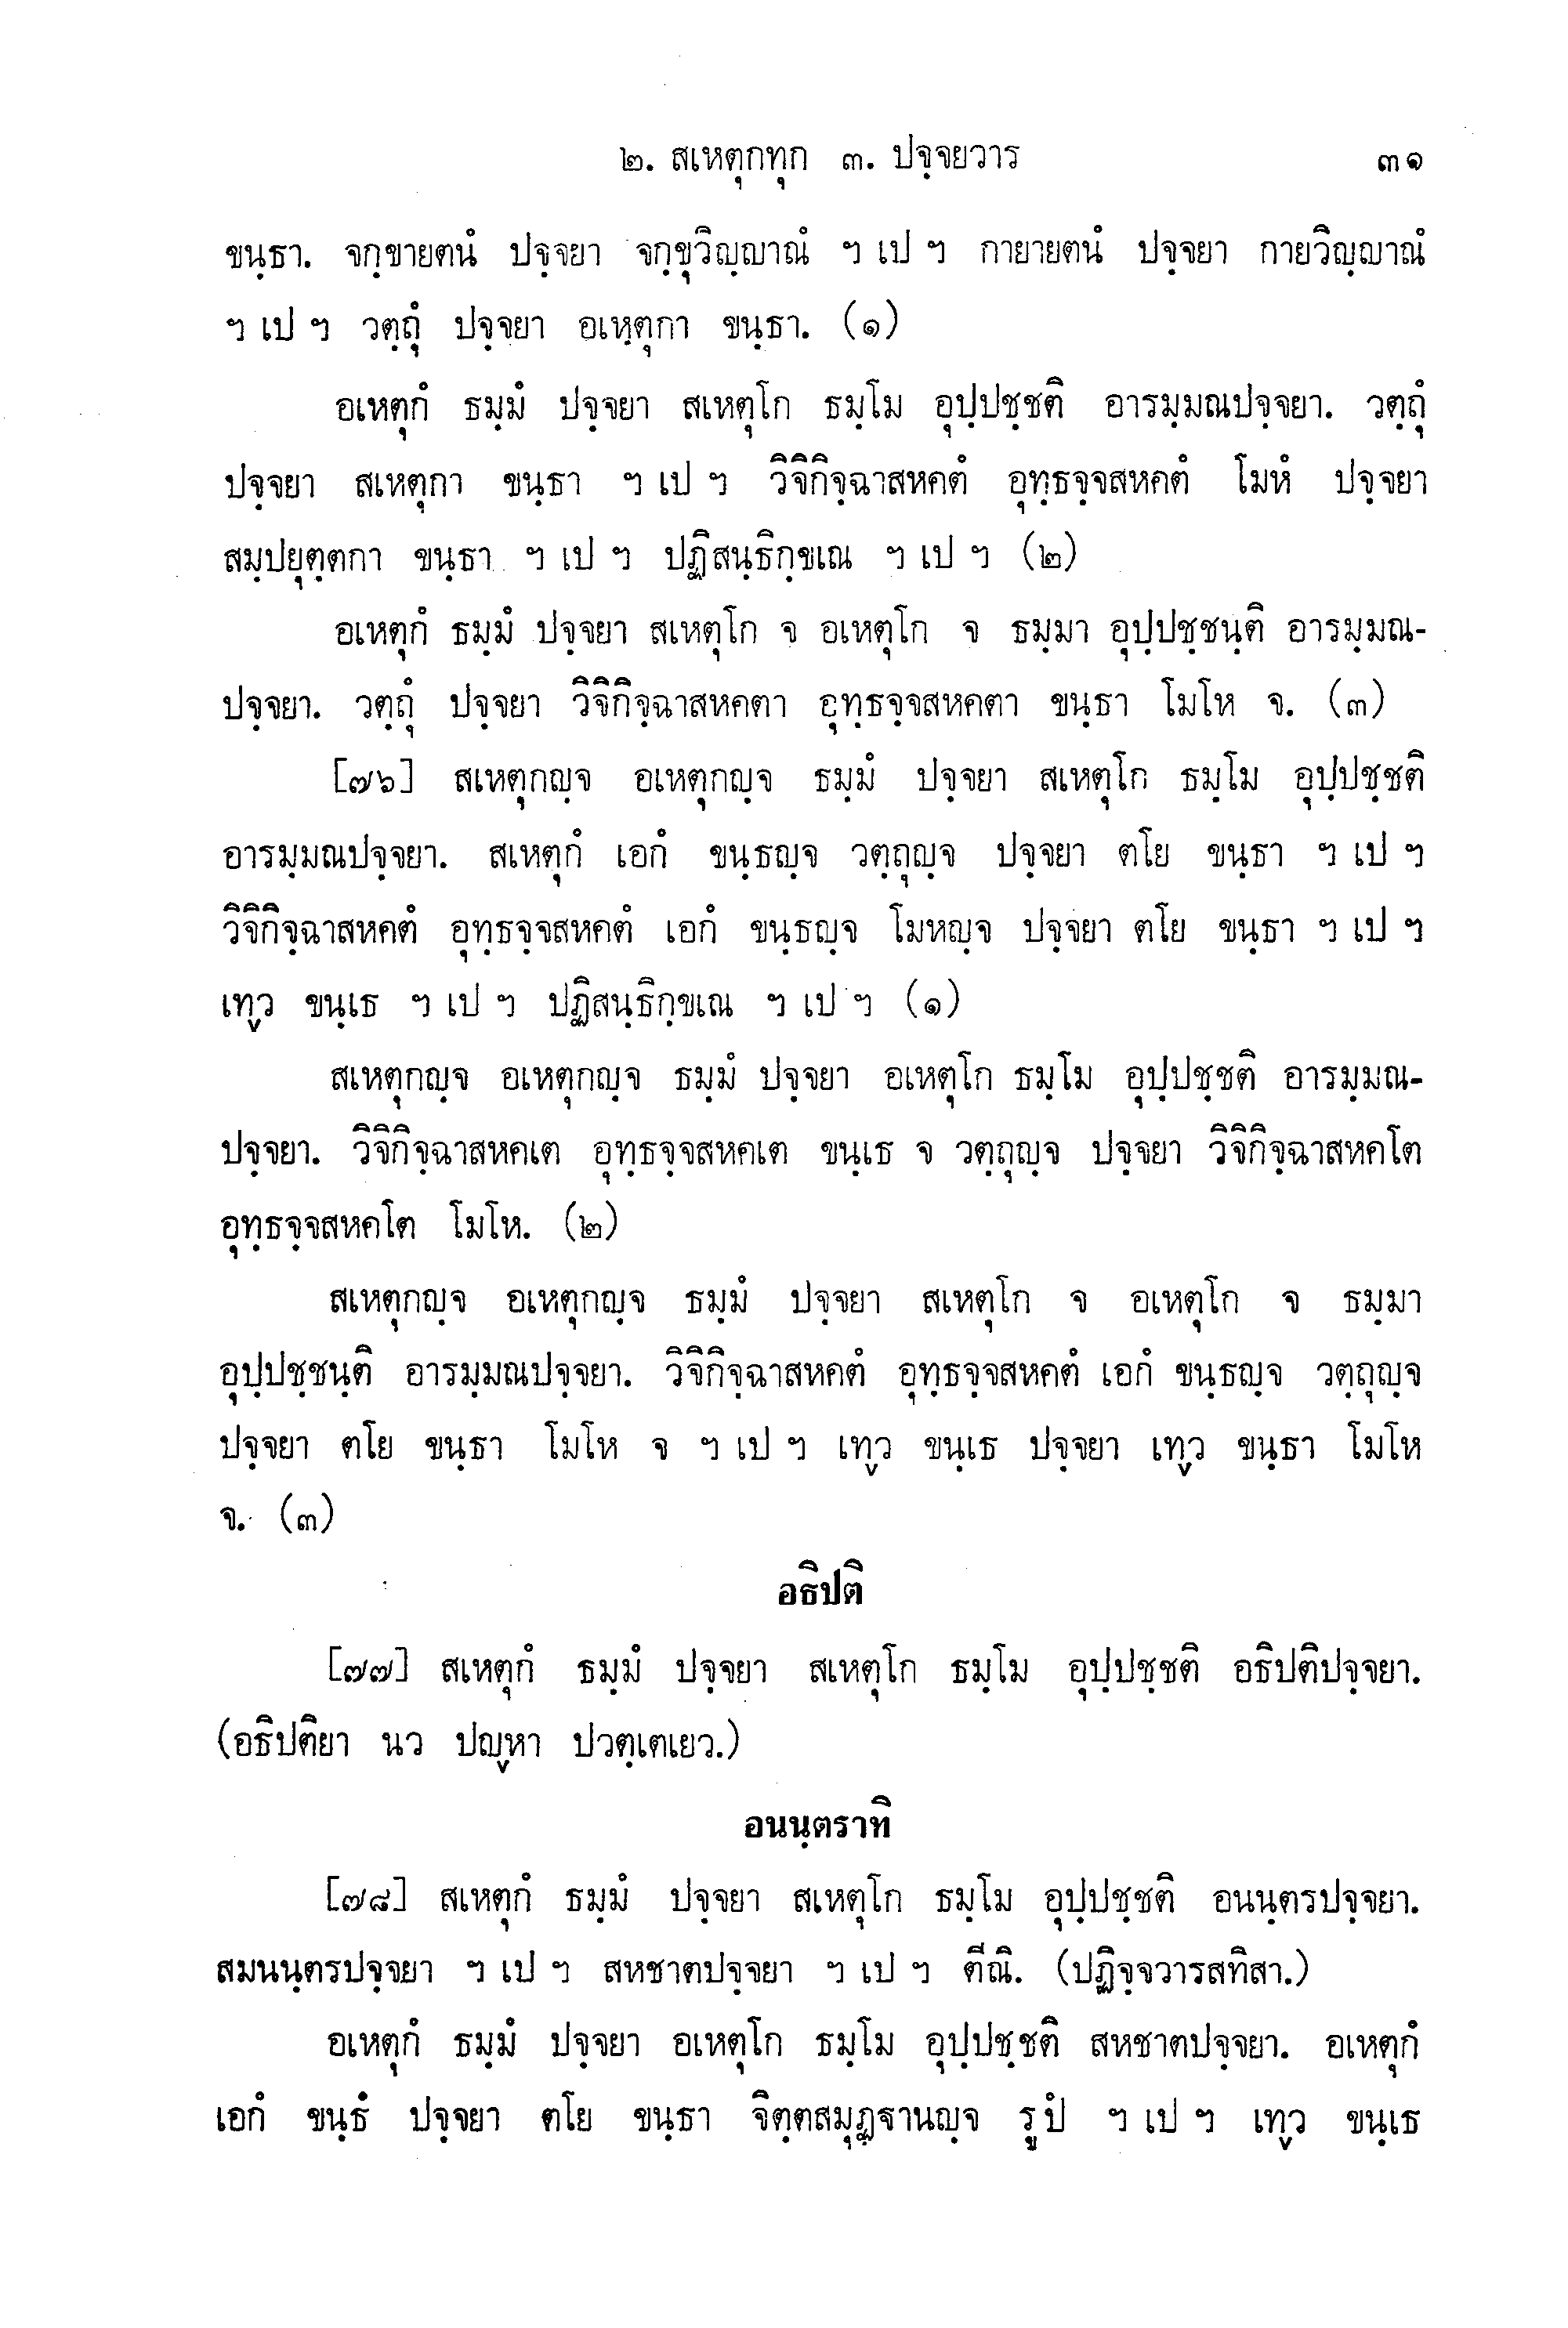 ๒. สเหตุกทุก ๓. ปจฺจยวาร ๓๑
ขนฺธา. จกฺขายตนํ ปจฺจยา จกฺขุวิญฺญาณํ ฯ เป ฯ กายายตนํ ปจฺจยา กายวิญฺญาณํ
ฯ เป ฯ วตฺถุํ ปจฺจยา อเหตุกา ขนฺธา. (๑)
อเหตุกํ ธมฺมํ ปจฺจยา สเหตุโก ธมฺโม อุปฺปชฺชติ อารมฺมณปจฺจยา. วตฺถุํ
ปจฺจยา สเหตุกา ขนฺธา ฯ เป ฯ วิจิกิจฺฉาสหคตํ อุทฺธจฺจสหคตํ โมหํ ปจฺจยา
สมฺปยุตฺตกา ขนฺธา ฯ เป ฯ ปฏิสนฺธิกฺขเณ ฯ เป ฯ (๒)
อเหตุกํ ธมฺมํ ปจฺจยา สเหตุโก จ อเหตุโก จ ธมฺมา อุปฺปชฺชนฺติ อารมฺมณ-
ปจฺจยา. วตฺถุํ ปจฺจยา วิจิกิจฺฉาสหคตา อุทฺธจฺจสหคตา ขนฺธา โมโห จ. (๓)
[๗๖] สเหตุกญฺจ อเหตุกญฺจ ธมฺมํ ปจฺจยา สเหตุโก ธมฺโม อุปฺปชฺชติ
อารมฺมณปจฺจยา. สเหตุกํ เอกํ ขนฺธญฺจ วตฺถุญฺจ ปจฺจยา ตโย ขนฺธา ฯ เป ฯ
วิจิกิจฺฉาสหคตํ อุทฺธจฺจสหคตํ เอกํ ขนฺธญฺจ โมหญฺจ ปจฺจยา ตโย ขนฺธา ฯ เป ฯ
เทฺว ขนฺเธ ฯ เป ฯ ปฏิสนฺธิกฺขเณ ฯ เป ฯ (๑)
สเหตุกญฺจ อเหตุกญฺจ ธมฺมํ ปจฺจยา อเหตุโก ธมฺโม อุปฺปชฺชติ อารมฺมณ-
ปจฺจยา. วิจิกิจฺฉาสหคเต อุทฺธจฺจสหคเต ขนฺเธ จ วตฺถุญฺจ ปจฺจยา วิจิกิจฺฉาสหคโต
อุทฺธจฺจสหคโต โมโห. (๒)
สเหตุกญฺจ อเหตุกญฺจ ธมฺมํ ปจฺจยา สเหตุโก จ อเหตุโก จ ธมฺมา
อุปฺปชฺชนฺติ อารมฺมณปจฺจยา. วิจิกิจฺฉาสหคตํ อุทฺธจฺจสหคตํ เอกํ ขนฺธญฺจ วตฺถุญฺจ
ปจฺจยา ตโย ขนฺธา โมโห จ ฯ เป ฯ เทฺว ขนฺเธ ปจฺจยา เทฺว ขนฺธา โมโห
จ. (๓)
อธิปติ
[๗๗] สเหตุกํ ธมฺมํ ปจฺจยา สเหตุโก ธมฺโม อุปฺปชฺชติ อธิปติปจฺจยา.
(อธิปติยา นว ปญฺหา ปวตฺเตเยว.)
อนนฺตราทิ
[๗๘] สเหตุกํ ธมฺมํ ปจฺจยา สเหตุโก ธมฺโม อุปฺปชฺชติ อนนฺตรปจฺจยา.
สมนนฺตรปจฺจยา ฯ เป ฯ สหชาตปจฺจยา ฯ เป ฯ ตีณิ. (ปฏิจฺจวารสทิสา.)
อเหตุกํ ธมฺมํ ปจฺจยา อเหตุโก ธมฺโม อุปฺปชฺชติ สหชาตปจฺจยา. อเหตุกํ
เอกํ ขนฺธํ ปจฺจยา ตโย ขนฺธา จิตฺตสมุฏฺฐานญฺจ รูปํ ฯ เป ฯ เทฺว ขนฺเธ